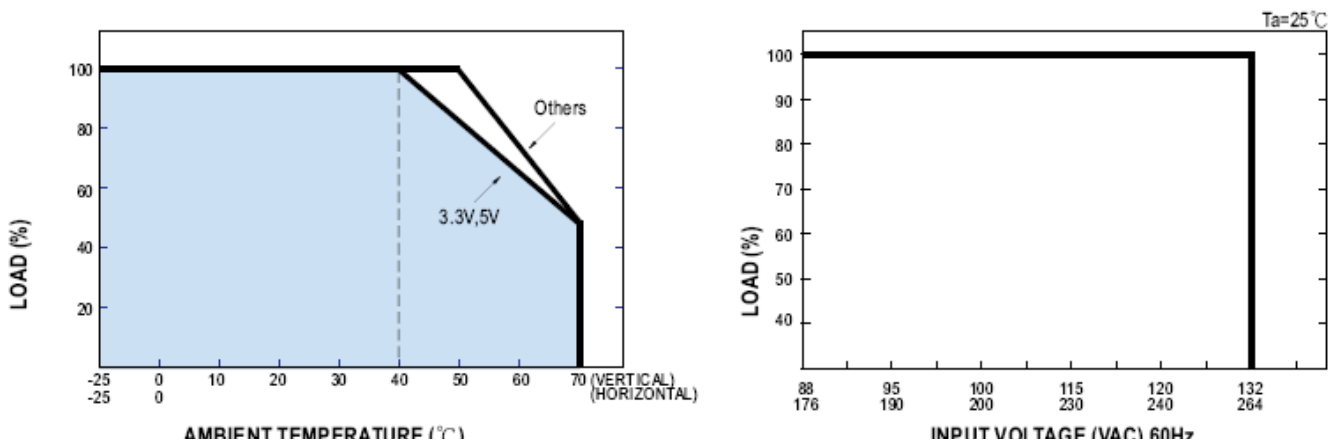 LOAD (%)
100
80
60
40
20
Others
3.3V,5V
-25 0 10 20 30 40 50 60 70 (VERTICAL)
-25 0 (HORIZONTAL)
AMBIENT TEMPERATURE (℃)
Ta=25℃
LOAD (%)
100
90
80
70
60
50
40
88 95 100 115 120 132
176 190 200 230 240 264
INPUT VOLTAGE (VAC) 60Hz